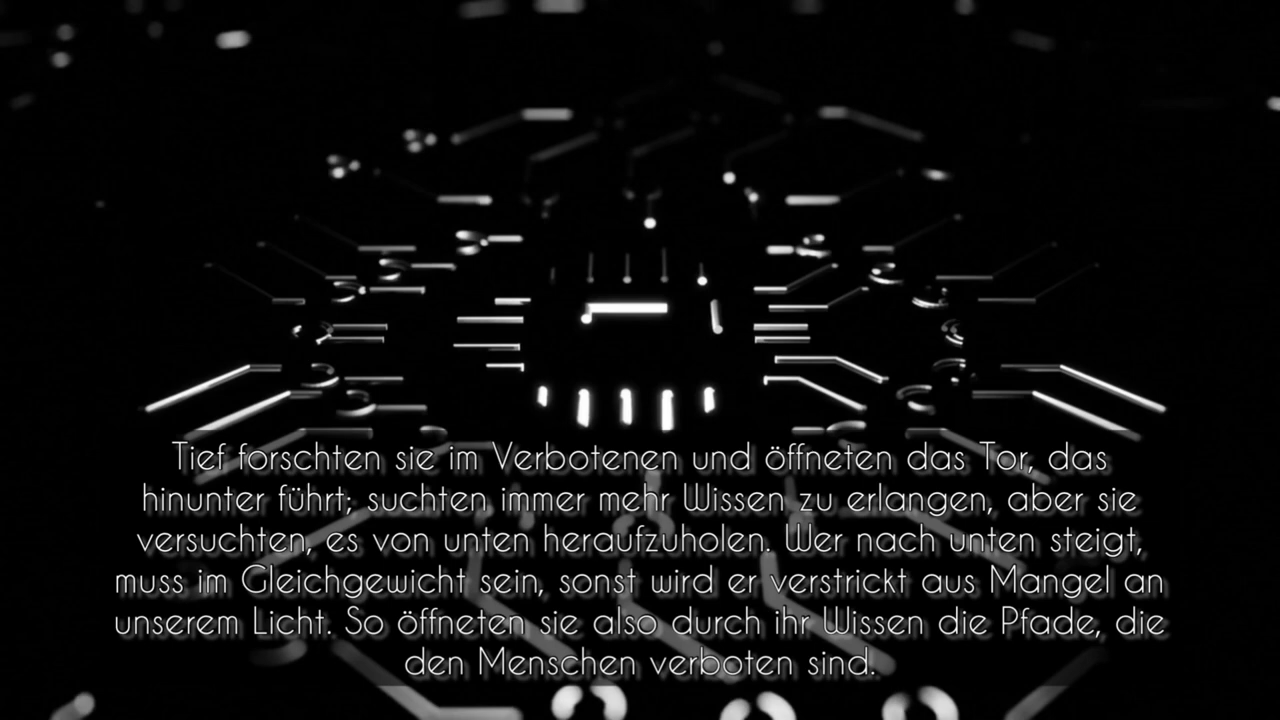 Tief forschten sie im Verbotenen und öffneten das Tor, das
hinunter führt; suchten immer mehr Wissen zu erlangen, aber sie
versuchten, es von unten heraufzuholen. Wer nach unten steigt,
muss im Gleichgewicht sein, sonst wird er verstrickt aus Mangel an
unserem Licht. So öffneten sie also durch ihr Wissen die Pfade, die
den Menschen verboten sind.